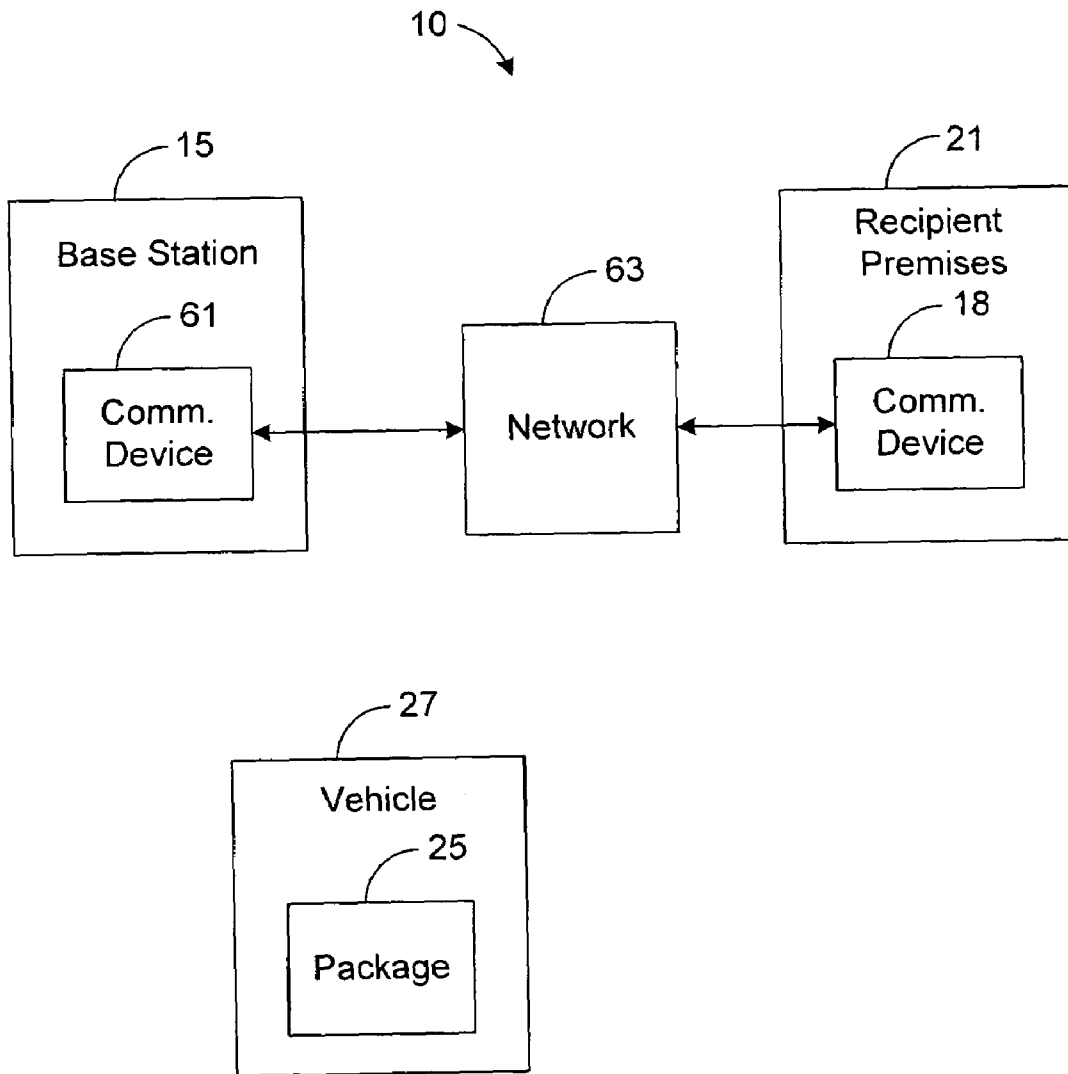 10
15
21
Base Station
Recipient
Premises
63
61
18
Comm.
Device
Network
Comm.
Device
27
Vehicle
25
Package